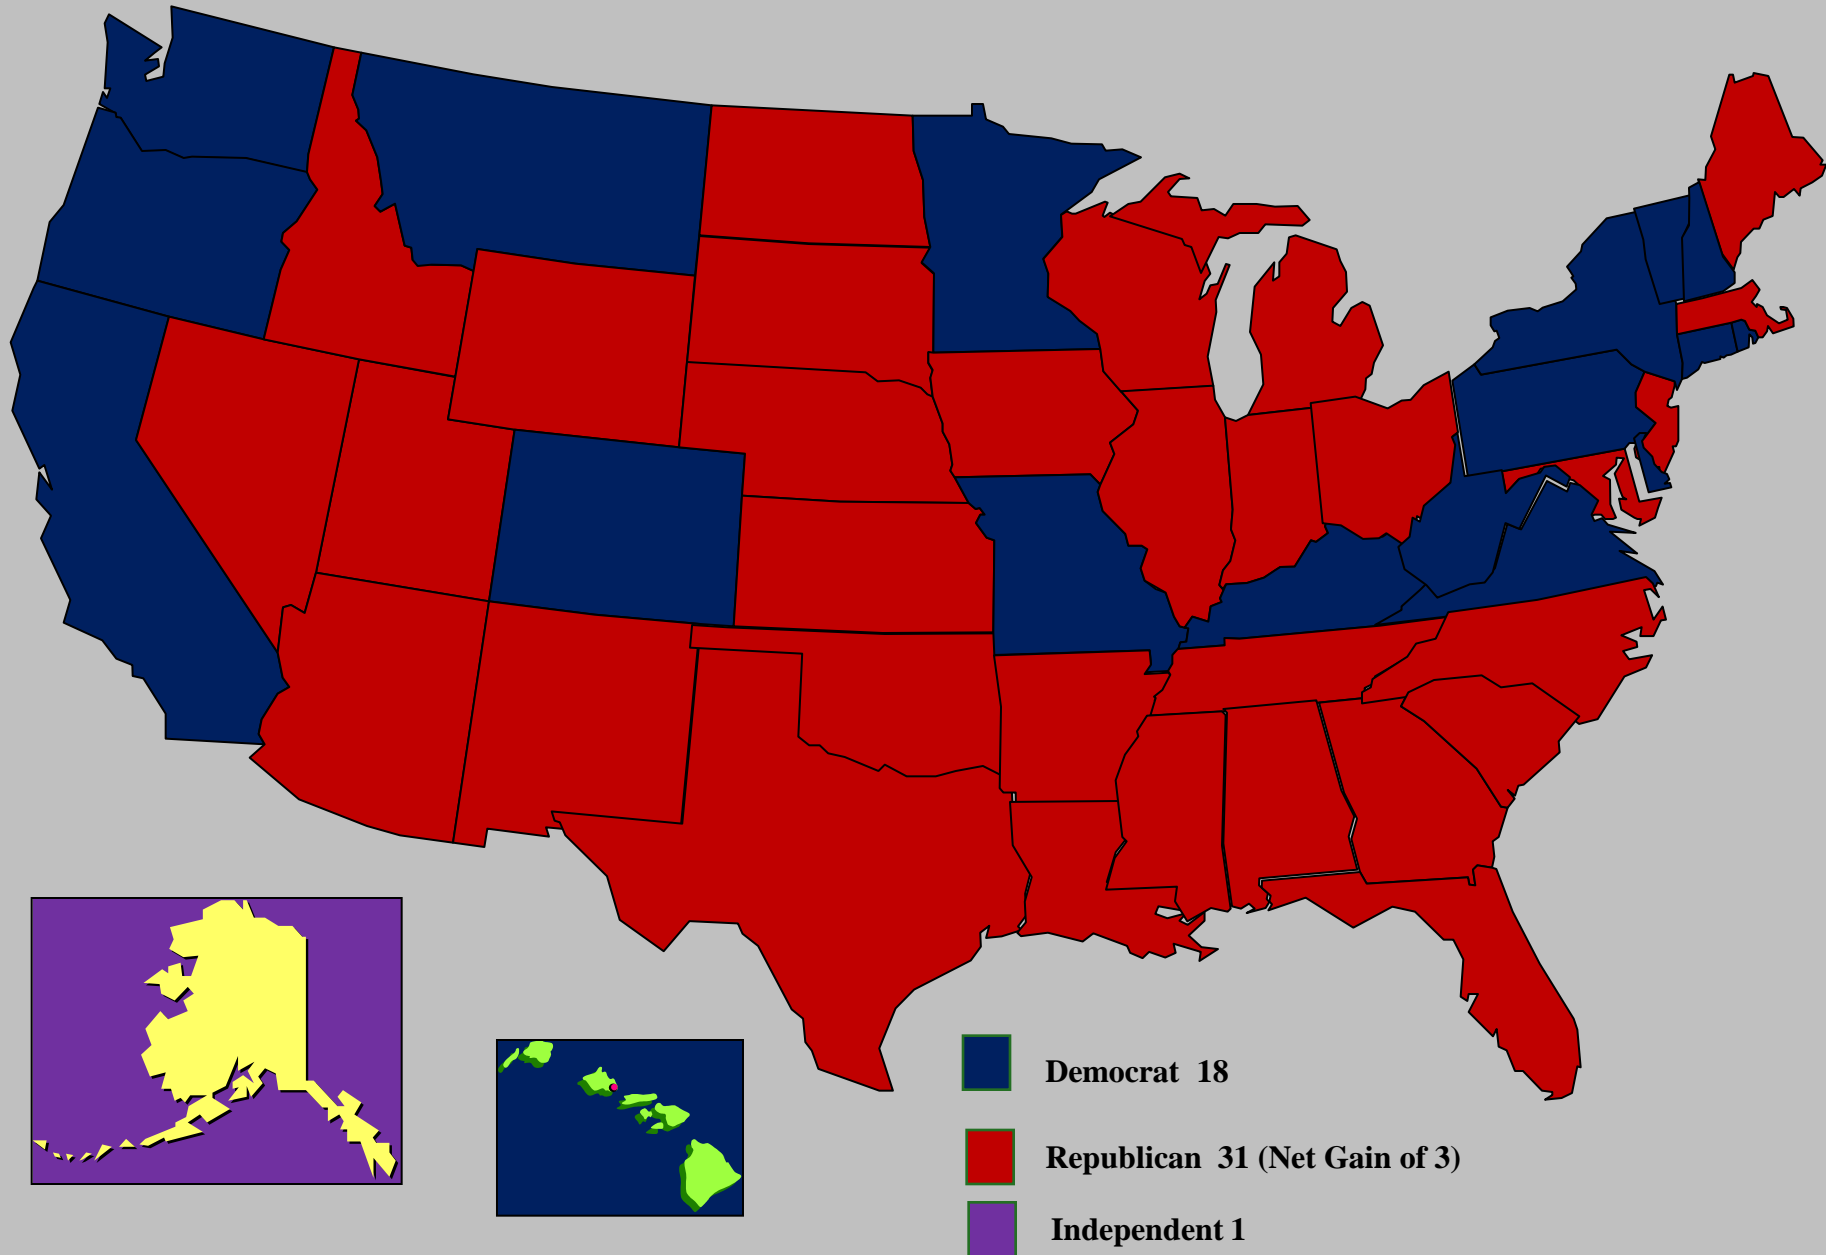 Democrat 18
Republican 31 (Net Gain of 3)
Independent 1